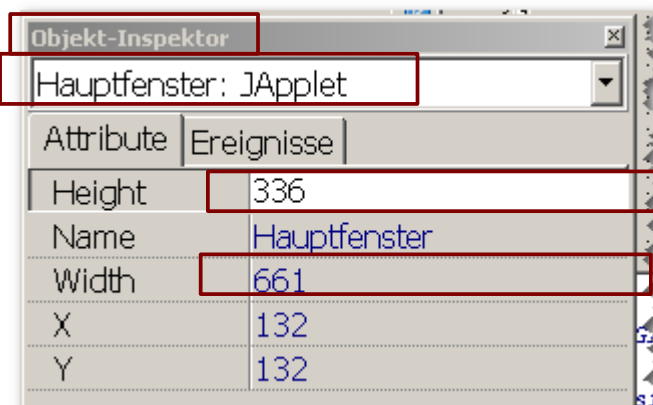 Objekt-Inspektor
Hauptfenster: JApplet
Attribute Ereignisse
Height 336
Name Hauptfenster
Width 661
X 132
Y 132